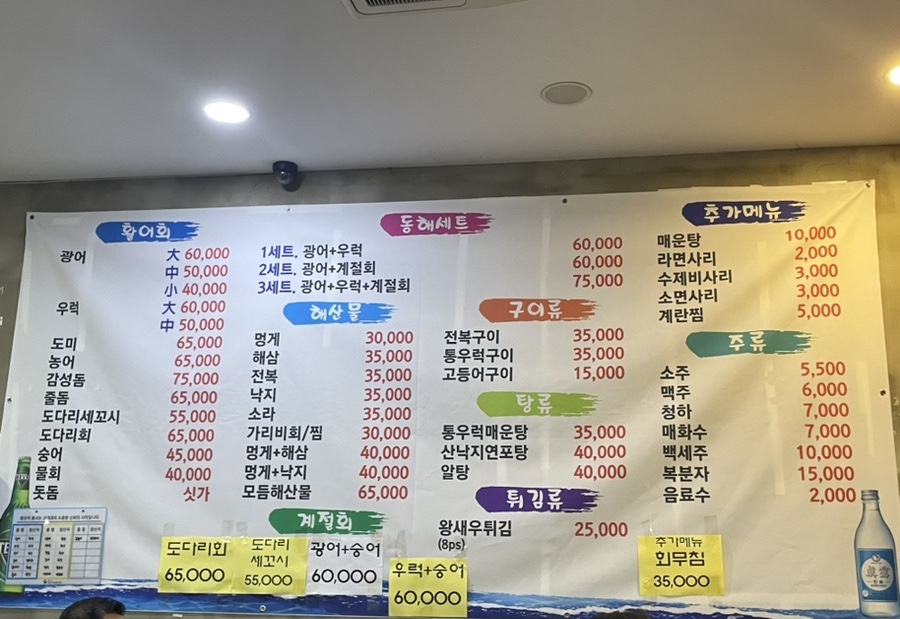 활어회
광어 大 60,000
中 50,000
小 40,000
우럭 大 60,000
中 50,000
도미 65,000
농어 65,000
감성돔 75,000
줄돔 65,000
도다리세꼬시 55,000
도다리회 65,000
숭어 45,000
물회 40,000
돗돔 싯가
동해세트
1세트. 광어+우럭 60,000
2세트. 광어+계절회 60,000
3세트. 광어+우럭+계절회 75,000
해산물
멍게 30,000
해삼 35,000
전복 35,000
낙지 35,000
소라 35,000
가리비회/찜 30,000
멍게+해삼 40,000
멍게+낙지 40,000
모듬해산물 65,000
구이류
전복구이 35,000
통우럭구이 35,000
고등어구이 15,000
탕류
통우럭매운탕 35,000
산낙지연포탕 40,000
알탕 40,000
튀김류
왕새우튀김 25,000
(8ps)
추가메뉴
매운탕 10,000
라면사리 2,000
수제비사리 3,000
소면사리 3,000
계란찜 5,000
주류
소주 5,500
맥주 6,000
청하 7,000
매화수 7,000
백세주 10,000
복분자 15,000
음료수 2,000
계절회
도다리회
65,000
도다리
세꼬시
55,000
광어+숭어
60,000
우럭+숭어
60,000
추가메뉴
회무침
35,000